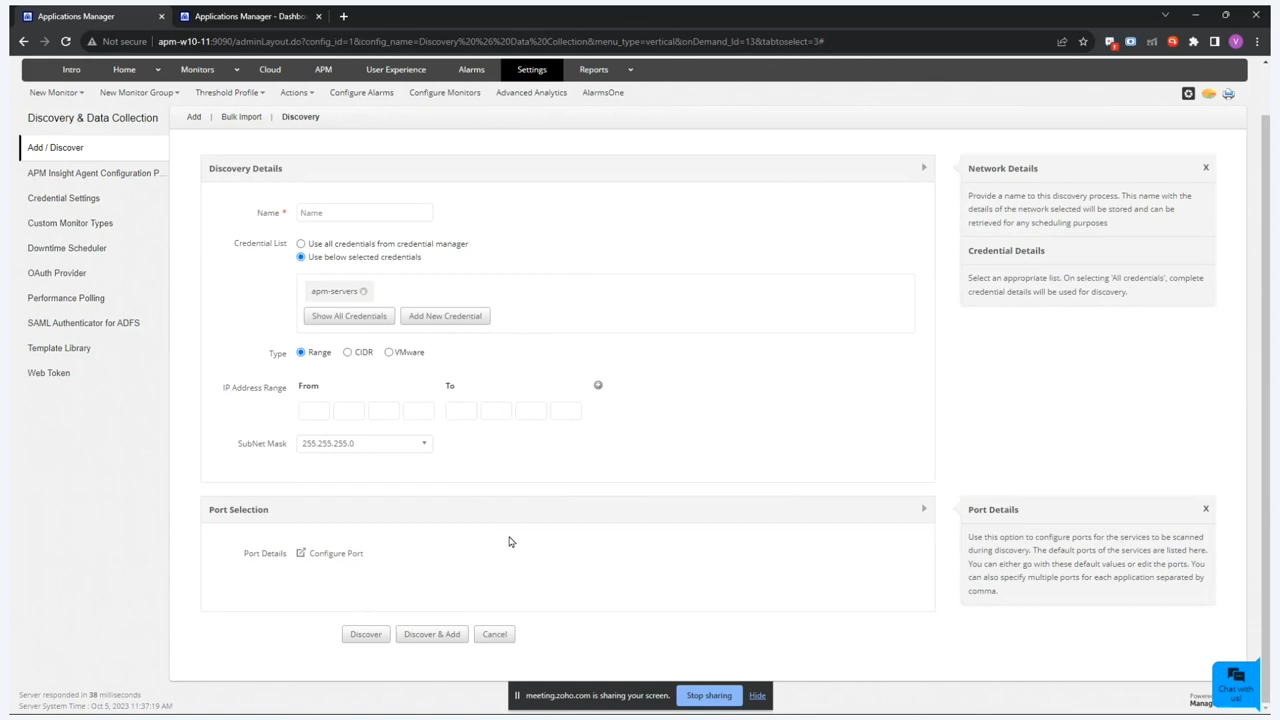 Applications Manager
Applications Manager - Dashbo
Not secure
apm-w10-11:9090/adminLayout.do?config_id=1&config_name=Discovery%20%26%20Data%20Collection&menu_type=vertical&onDemand_Id=13&tabtoselect=3#
V
Intro Home Monitors Cloud APM User Experience Alarms Settings Reports
New Monitor New Monitor Group Threshold Profile Actions Configure Alarms Configure Monitors Advanced Analytics AlarmsOne
Discovery & Data Collection
Add / Discover
APM Insight Agent Configuration P...
Credential Settings
Custom Monitor Types
Downtime Scheduler
OAuth Provider
Performance Polling
SAML Authenticator for ADFS
Template Library
Web Token
Add | Bulk Import | Discovery
Discovery Details
Name * Name
Credential List Use all credentials from credential manager
Use below selected credentials
apm-servers
Show All Credentials Add New Credential
Type Range CIDR VMware
IP Address Range From To
SubNet Mask 255.255.255.0
Port Selection
Port Details Configure Port
Discover Discover & Add Cancel
Network Details X
Provide a name to this discovery process. This name with the
details of the network selected will be stored and can be
retrieved for any scheduling purposes
Credential Details
Select an appropriate list. On selecting 'All credentials', complete
credential details will be used for discovery.
Port Details X
Use this option to configure ports for the services to be scanned
during discovery. The default ports of the services are listed here.
You can either go with these default values or edit the ports. You
can also specify multiple ports for each application separated by
comma.
Server responded in 38 milliseconds
Server System Time : Oct 5, 2023 11:37:19 AM
meeting.zoho.com is sharing your screen. Stop sharing Hide
Chat with
us!
Powere
Manag